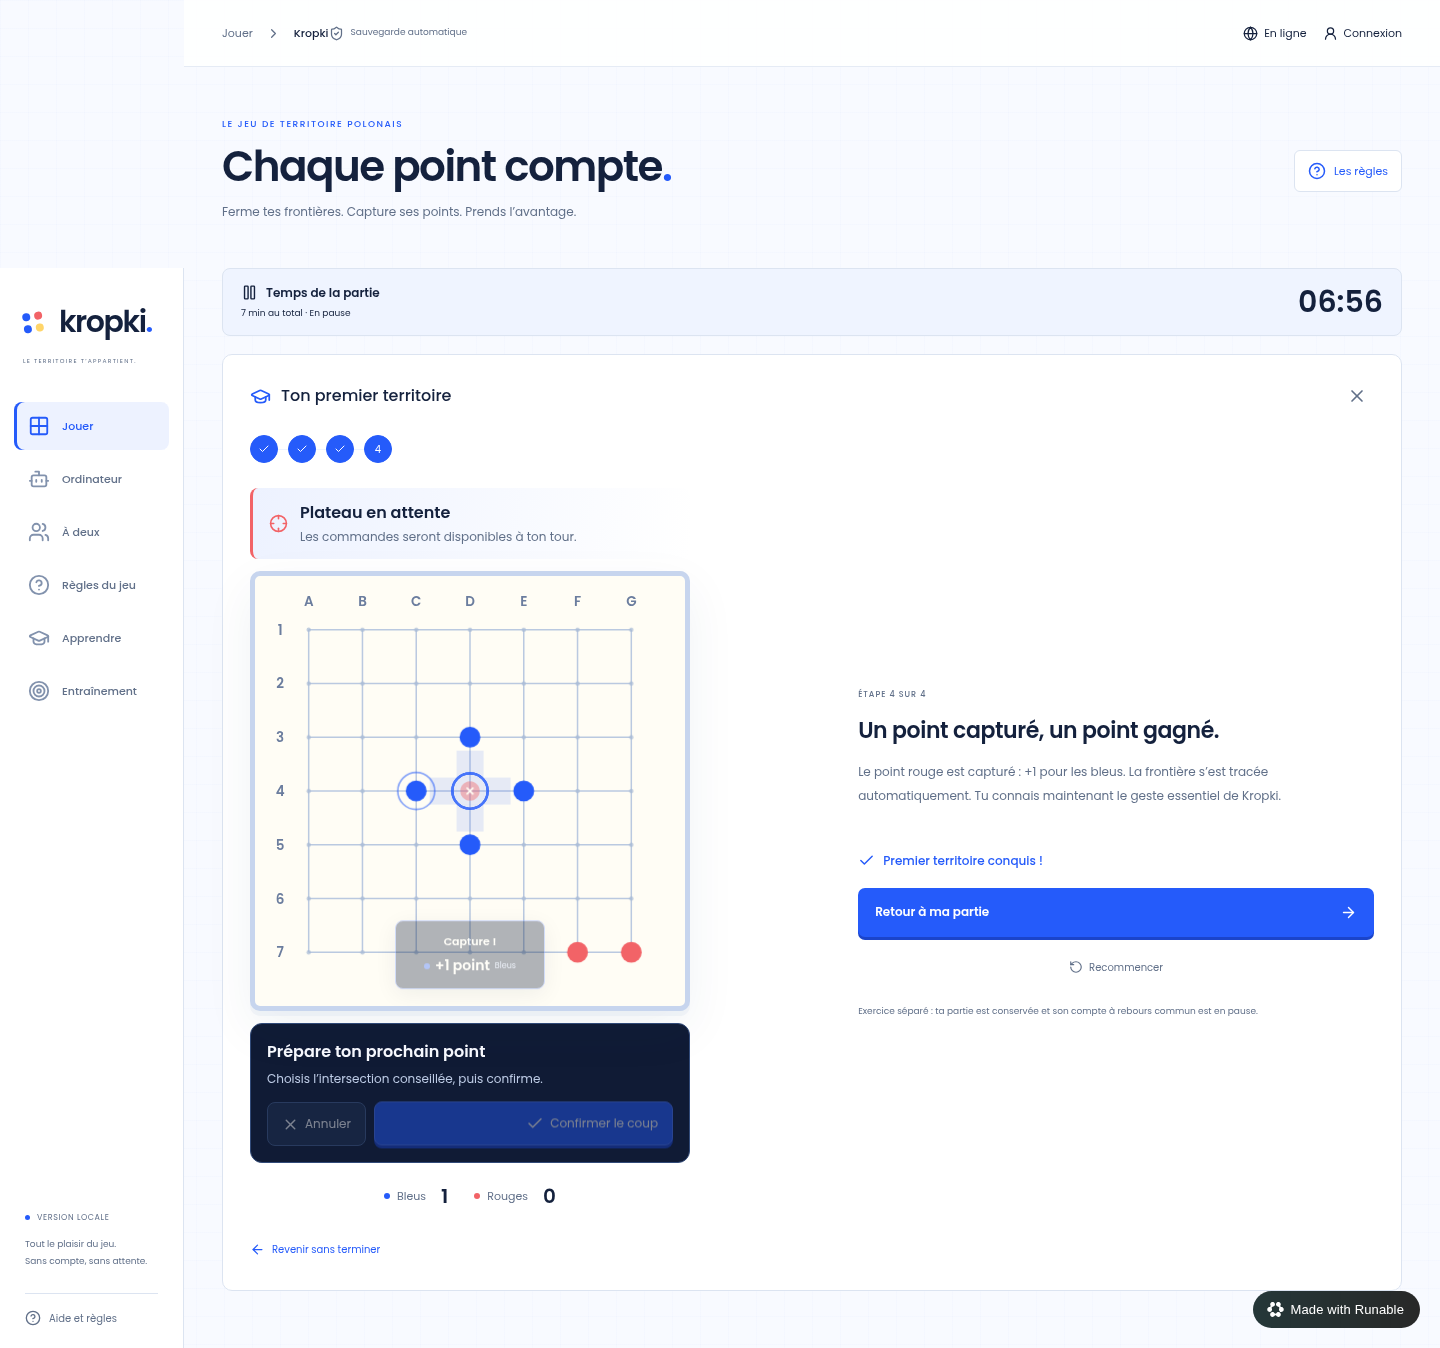 Jouer
Kropki
Sauvegarde automatique
En ligne
Connexion
LE JEU DE TERRITOIRE POLONAIS
Chaque point compte.
Ferme tes frontières. Capture ses points. Prends l’avantage.
Les règles
kropki.
LE TERRITOIRE T’APPARTIENT.
Jouer
Ordinateur
À deux
Règles du jeu
Apprendre
Entraînement
VERSION LOCALE
Tout le plaisir du jeu.
Sans compte, sans attente.
Aide et règles
Temps de la partie
7 min au total · En pause
06:56
Ton premier territoire
4
Plateau en attente
Les commandes seront disponibles à ton tour.
A B C D E F G
1
2
3
4
5
6
7
Capture !
+1 point Bleus
Prépare ton prochain point
Choisis l’intersection conseillée, puis confirme.
Annuler
Confirmer le coup
Bleus 1 Rouges 0
Revenir sans terminer
ÉTAPE 4 SUR 4
Un point capturé, un point gagné.
Le point rouge est capturé : +1 pour les bleus. La frontière s’est tracée
automatiquement. Tu connais maintenant le geste essentiel de Kropki.
Premier territoire conquis !
Retour à ma partie
Recommencer
Exercice séparé : ta partie est conservée et son compte à rebours commun est en pause.
Made with Runable